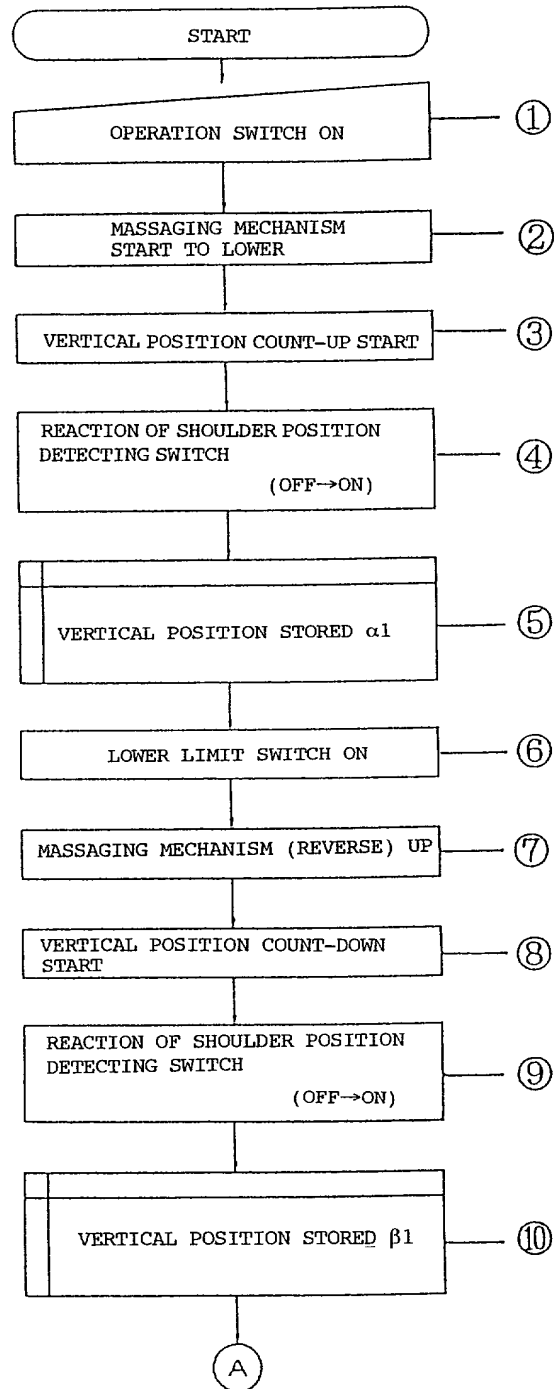 START
OPERATION SWITCH ON
①
MASSAGING MECHANISM
START TO LOWER
②
VERTICAL POSITION COUNT-UP START
③
REACTION OF SHOULDER POSITION
DETECTING SWITCH
(OFF→ON)
④
VERTICAL POSITION STORED α1
⑤
LOWER LIMIT SWITCH ON
⑥
MASSAGING MECHANISM (REVERSE) UP
⑦
VERTICAL POSITION COUNT-DOWN
START
⑧
REACTION OF SHOULDER POSITION
DETECTING SWITCH
(OFF→ON)
⑨
VERTICAL POSITION STORED β1
⑩
A